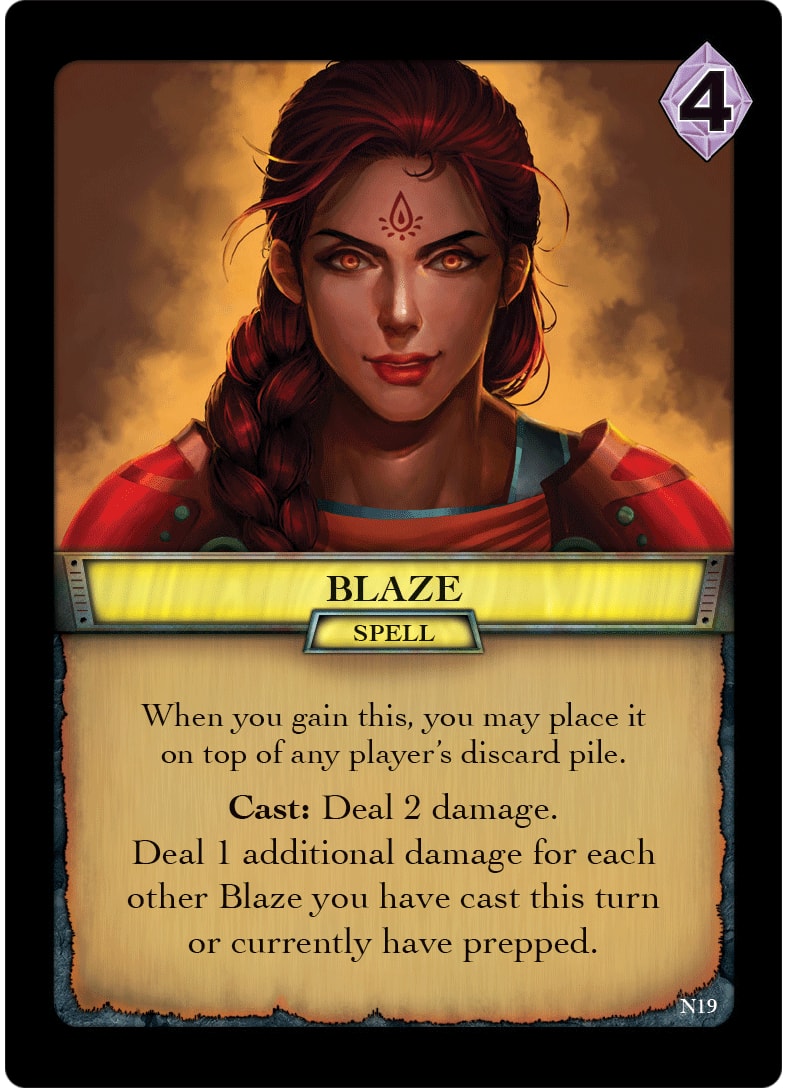 4
BLAZE
SPELL
When you gain this, you may place it
on top of any player's discard pile.
Cast: Deal 2 damage.
Deal 1 additional damage for each
other Blaze you have cast this turn
or currently have prepped.
N19